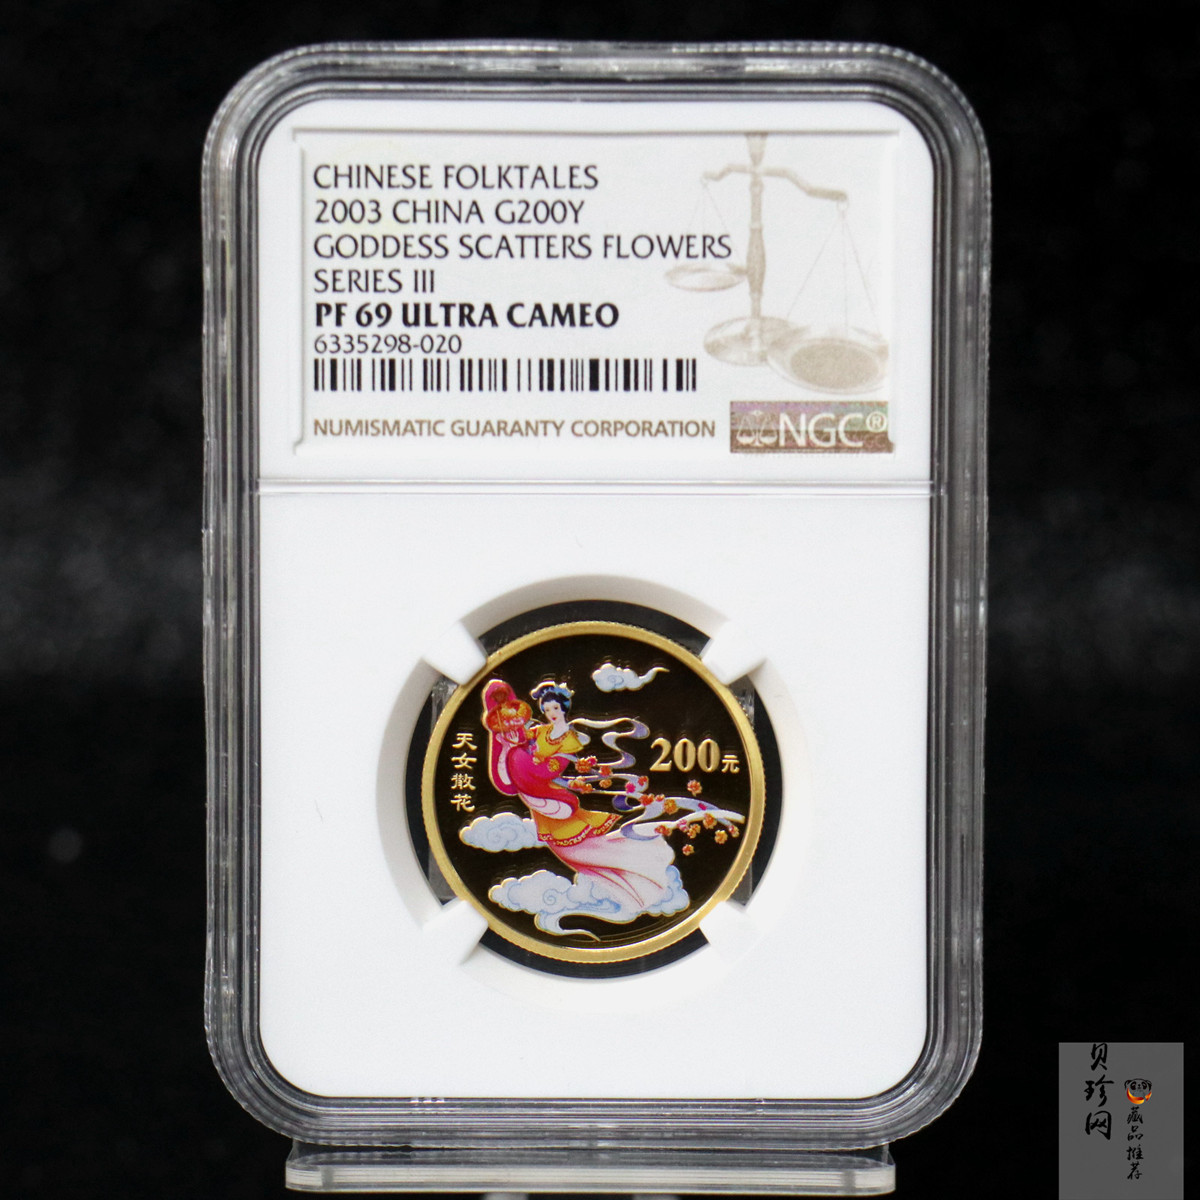 CHINESE FOLKTALES
2003 CHINA G200Y
GODDESS SCATTERS FLOWERS
SERIES III
PF 69 ULTRA CAMEO
6335298-020
NUMISMATIC GUARANTY CORPORATION
NGC®
天女散花
200元
贝珍网
藏品推荐